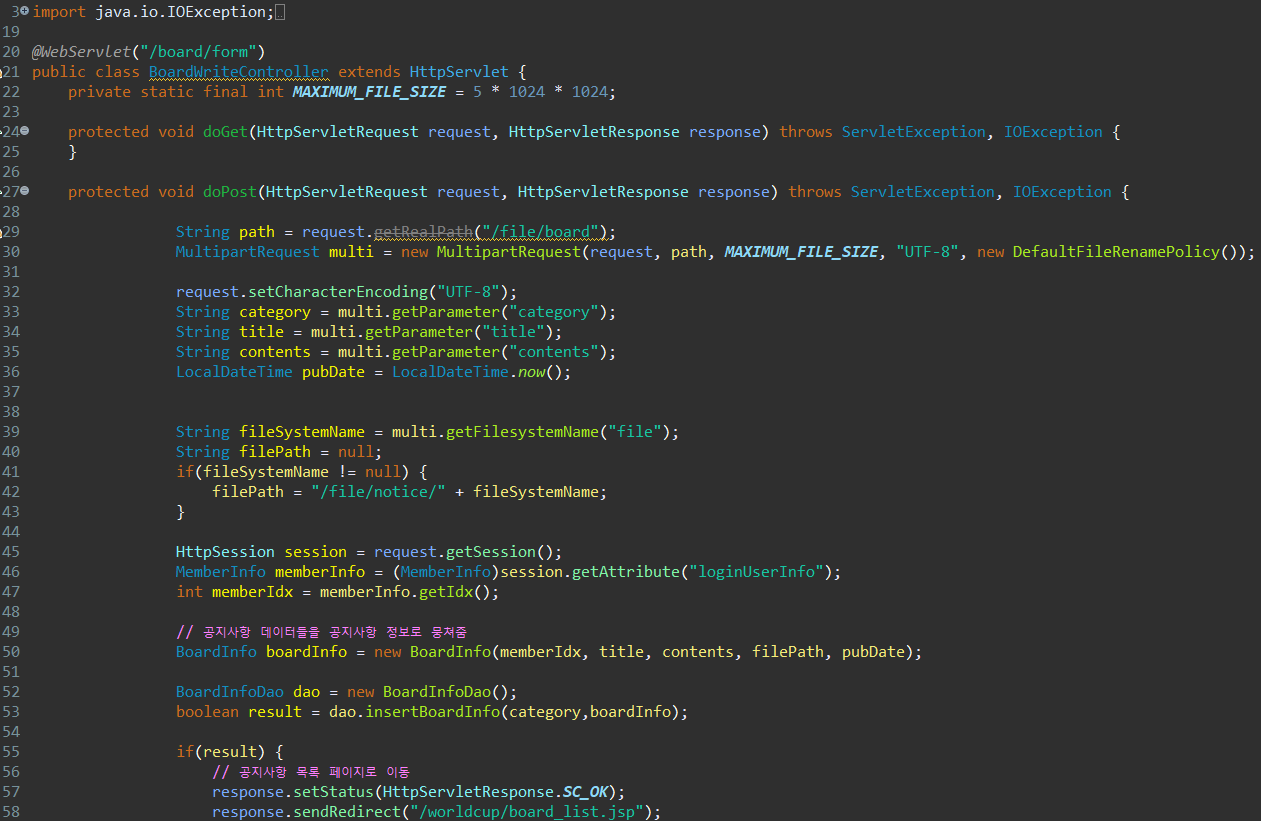 3 import java.io.IOException;
19
20 @WebServlet("/board/form")
21 public class BoardWriteController extends HttpServlet {
22 private static final int MAXIMUM_FILE_SIZE = 5 * 1024 * 1024;
23
24 protected void doGet(HttpServletRequest request, HttpServletResponse response) throws ServletException, IOException {
25 }
26
27 protected void doPost(HttpServletRequest request, HttpServletResponse response) throws ServletException, IOException {
28
29 String path = request.getRealPath("/file/board");
30 MultipartRequest multi = new MultipartRequest(request, path, MAXIMUM_FILE_SIZE, "UTF-8", new DefaultFileRenamePolicy());
31
32 request.setCharacterEncoding("UTF-8");
33 String category = multi.getParameter("category");
34 String title = multi.getParameter("title");
35 String contents = multi.getParameter("contents");
36 LocalDateTime pubDate = LocalDateTime.now();
37
38
39 String fileSystemName = multi.getFilesystemName("file");
40 String filePath = null;
41 if(fileSystemName != null) {
42 filePath = "/file/notice/" + fileSystemName;
43 }
44
45 HttpSession session = request.getSession();
46 MemberInfo memberInfo = (MemberInfo)session.getAttribute("loginUserInfo");
47 int memberIdx = memberInfo.getIdx();
48
49 // 공지사항 데이터들을 공지사항 정보로 뭉쳐줌
50 BoardInfo boardInfo = new BoardInfo(memberIdx, title, contents, filePath, pubDate);
51
52 BoardInfoDao dao = new BoardInfoDao();
53 boolean result = dao.insertBoardInfo(category,boardInfo);
54
55 if(result) {
56 // 공지사항 목록 페이지로 이동
57 response.setStatus(HttpServletResponse.SC_OK);
58 response.sendRedirect("/worldcup/board_list.jsp");